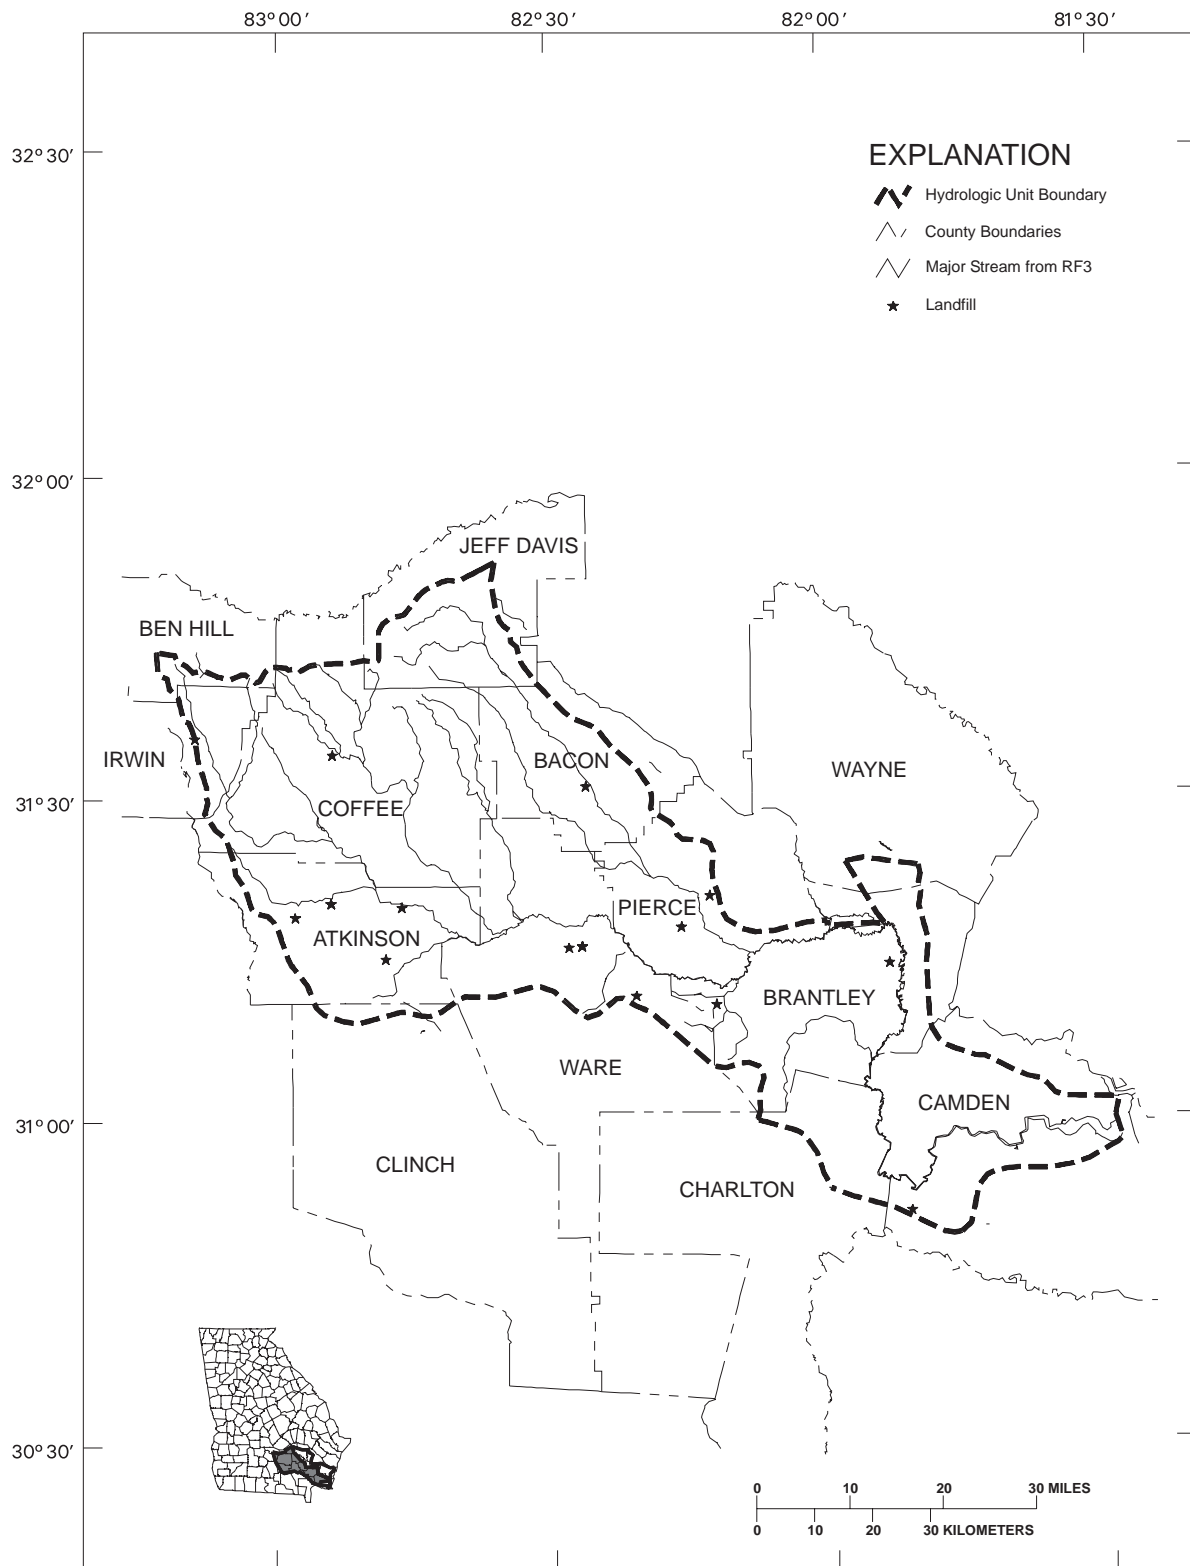 83°00′ 82°30′ 82°00′ 81°30′
32°30′
EXPLANATION
Hydrologic Unit Boundary
County Boundaries
Major Stream from RF3
Landfill
32°00′
JEFF DAVIS
BEN HILL
IRWIN
BACON
WAYNE
31°30′
COFFEE
PIERCE
ATKINSON
BRANTLEY
WARE
CAMDEN
31°00′
CLINCH
CHARLTON
30°30′
0 10 20 30 MILES
0 10 20 30 KILOMETERS